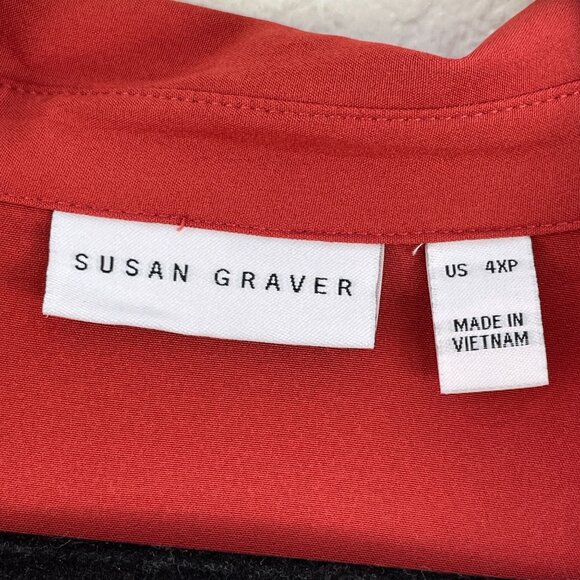 SUSAN GRAVER
US 4XP
MADE IN
VIETNAM